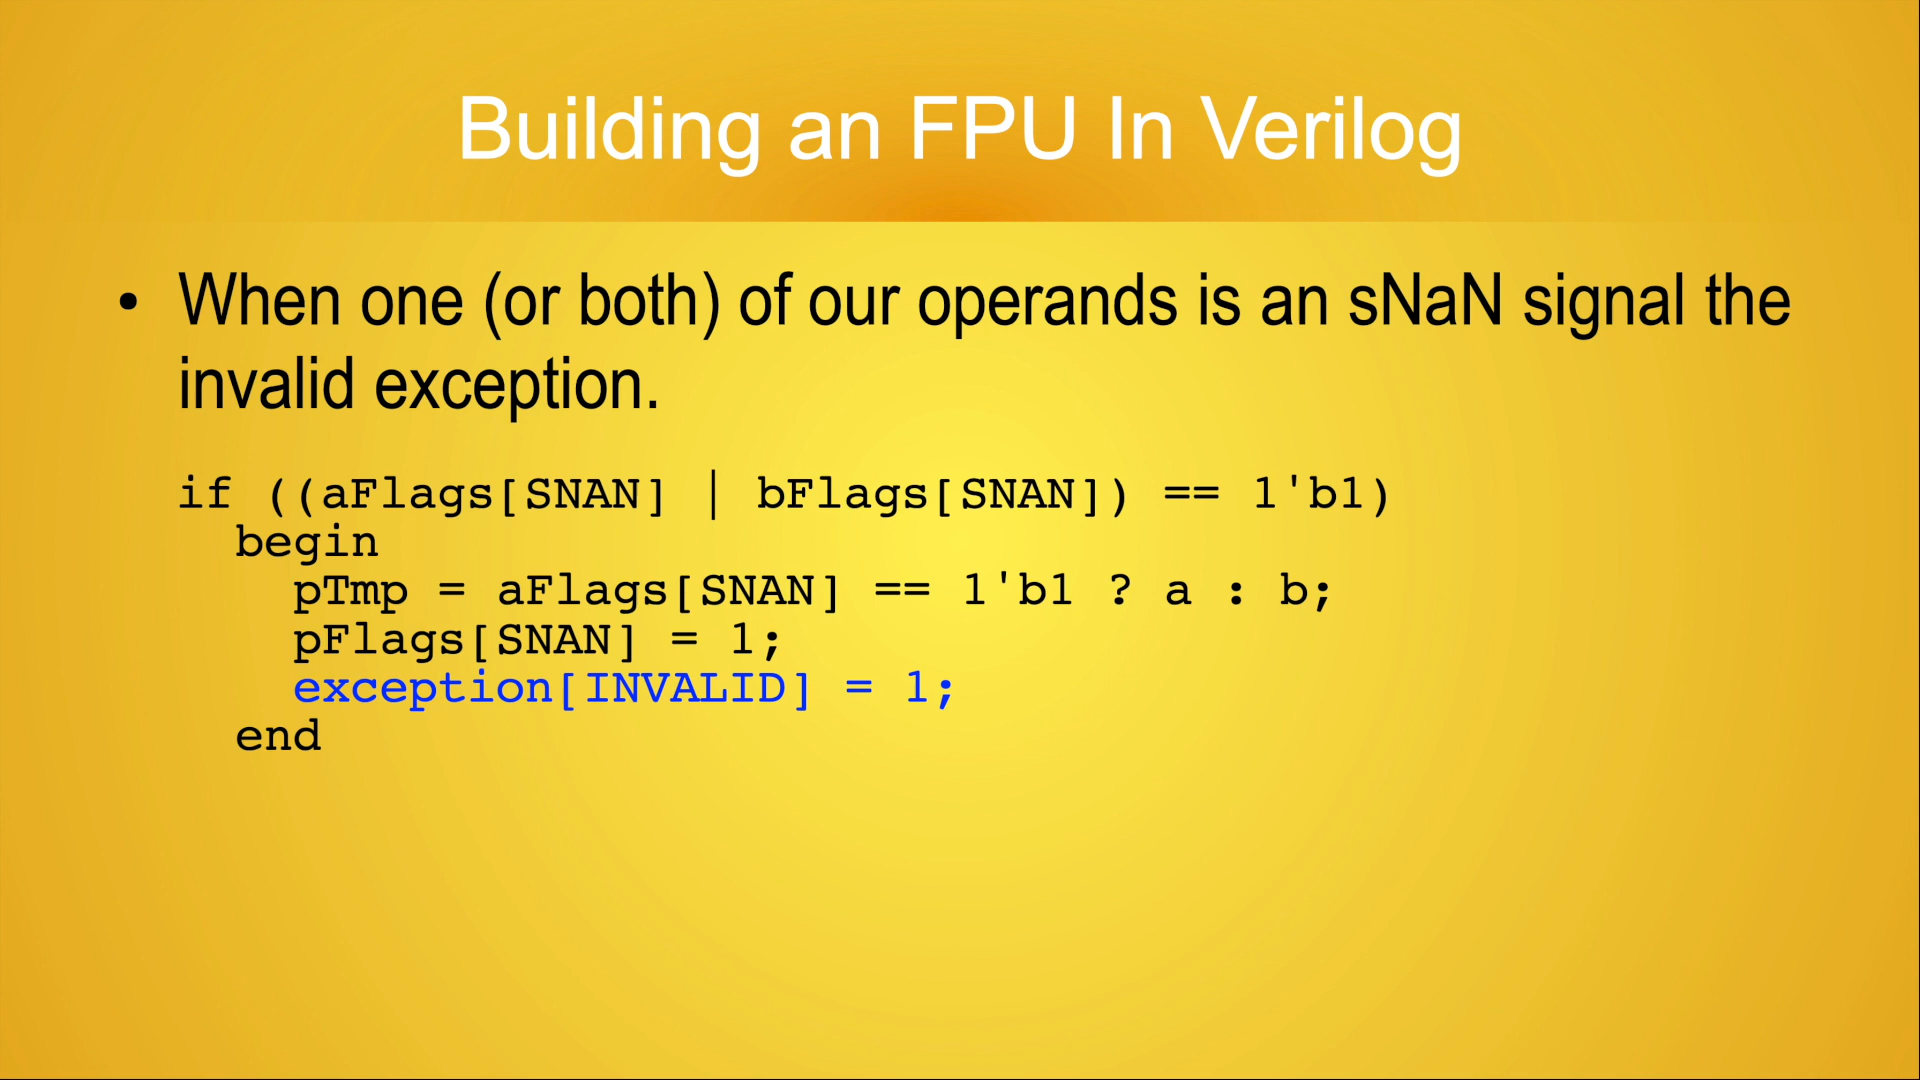 Building an FPU In Verilog
• When one (or both) of our operands is an sNaN signal the
invalid exception.
if ((aFlags[SNAN] | bFlags[SNAN]) == 1'b1)
  begin
    pTmp = aFlags[SNAN] == 1'b1 ? a : b;
    pFlags[SNAN] = 1;
    exception[INVALID] = 1;
  end